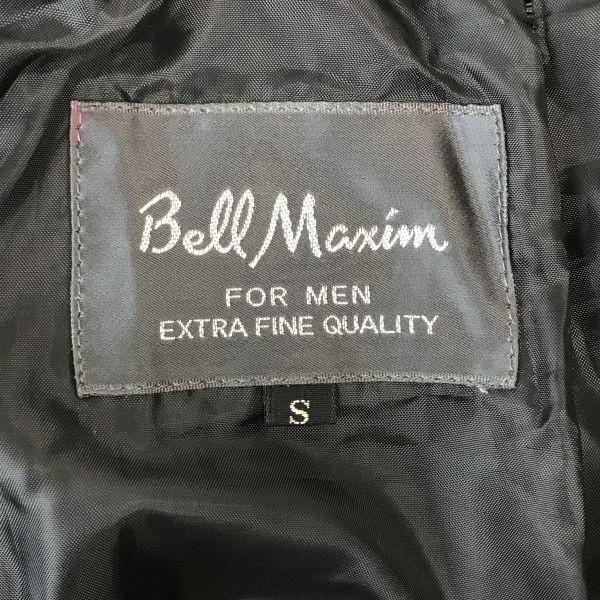 Bell Maxim
FOR MEN
EXTRA FINE QUALITY
S